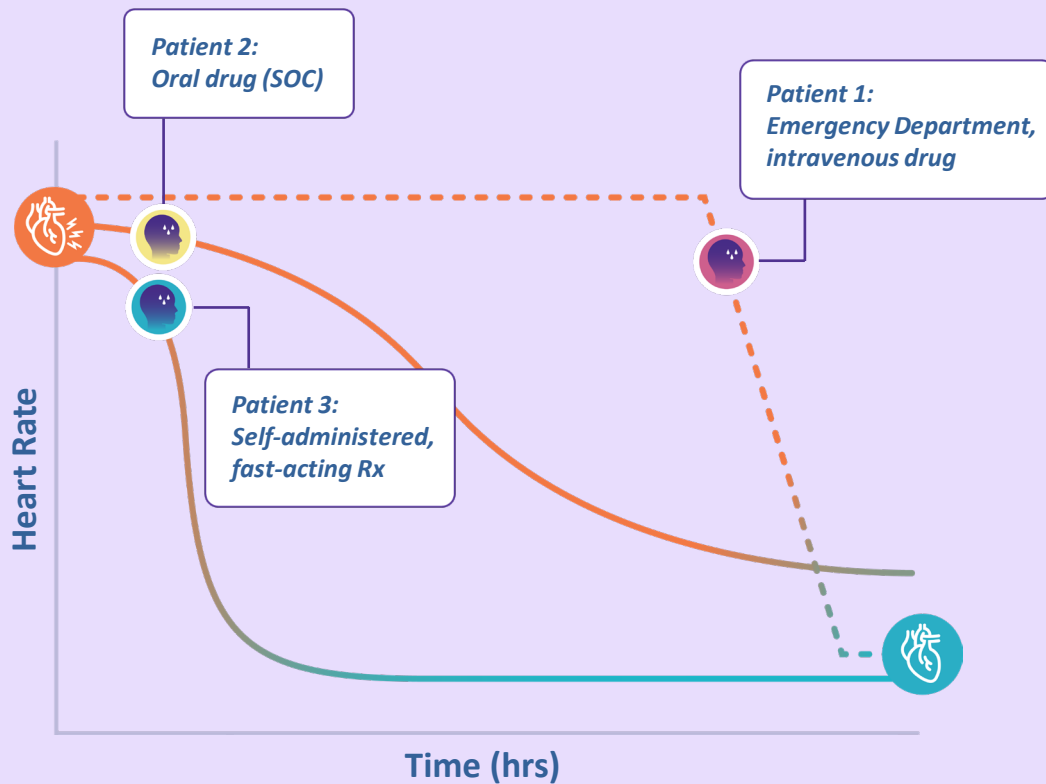 Patient 2:
Oral drug (SOC)
Patient 1:
Emergency Department,
intravenous drug
Patient 3:
Self-administered,
fast-acting Rx
Heart Rate
Time (hrs)